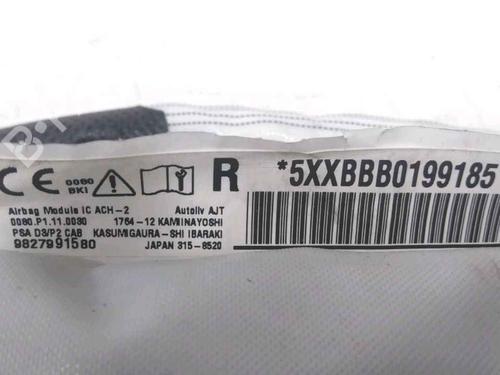 CE 0080 BKI R *5XXBBB0199185
Airbag Module IC ACH-2 Autoliv AJT
0080.P1.11.0030 1764-12 KAMIINAYOSHI
PSA D3/P2 CAB KASUMIGAURA-SHI IBARAKI
9827991580 JAPAN 315-8520